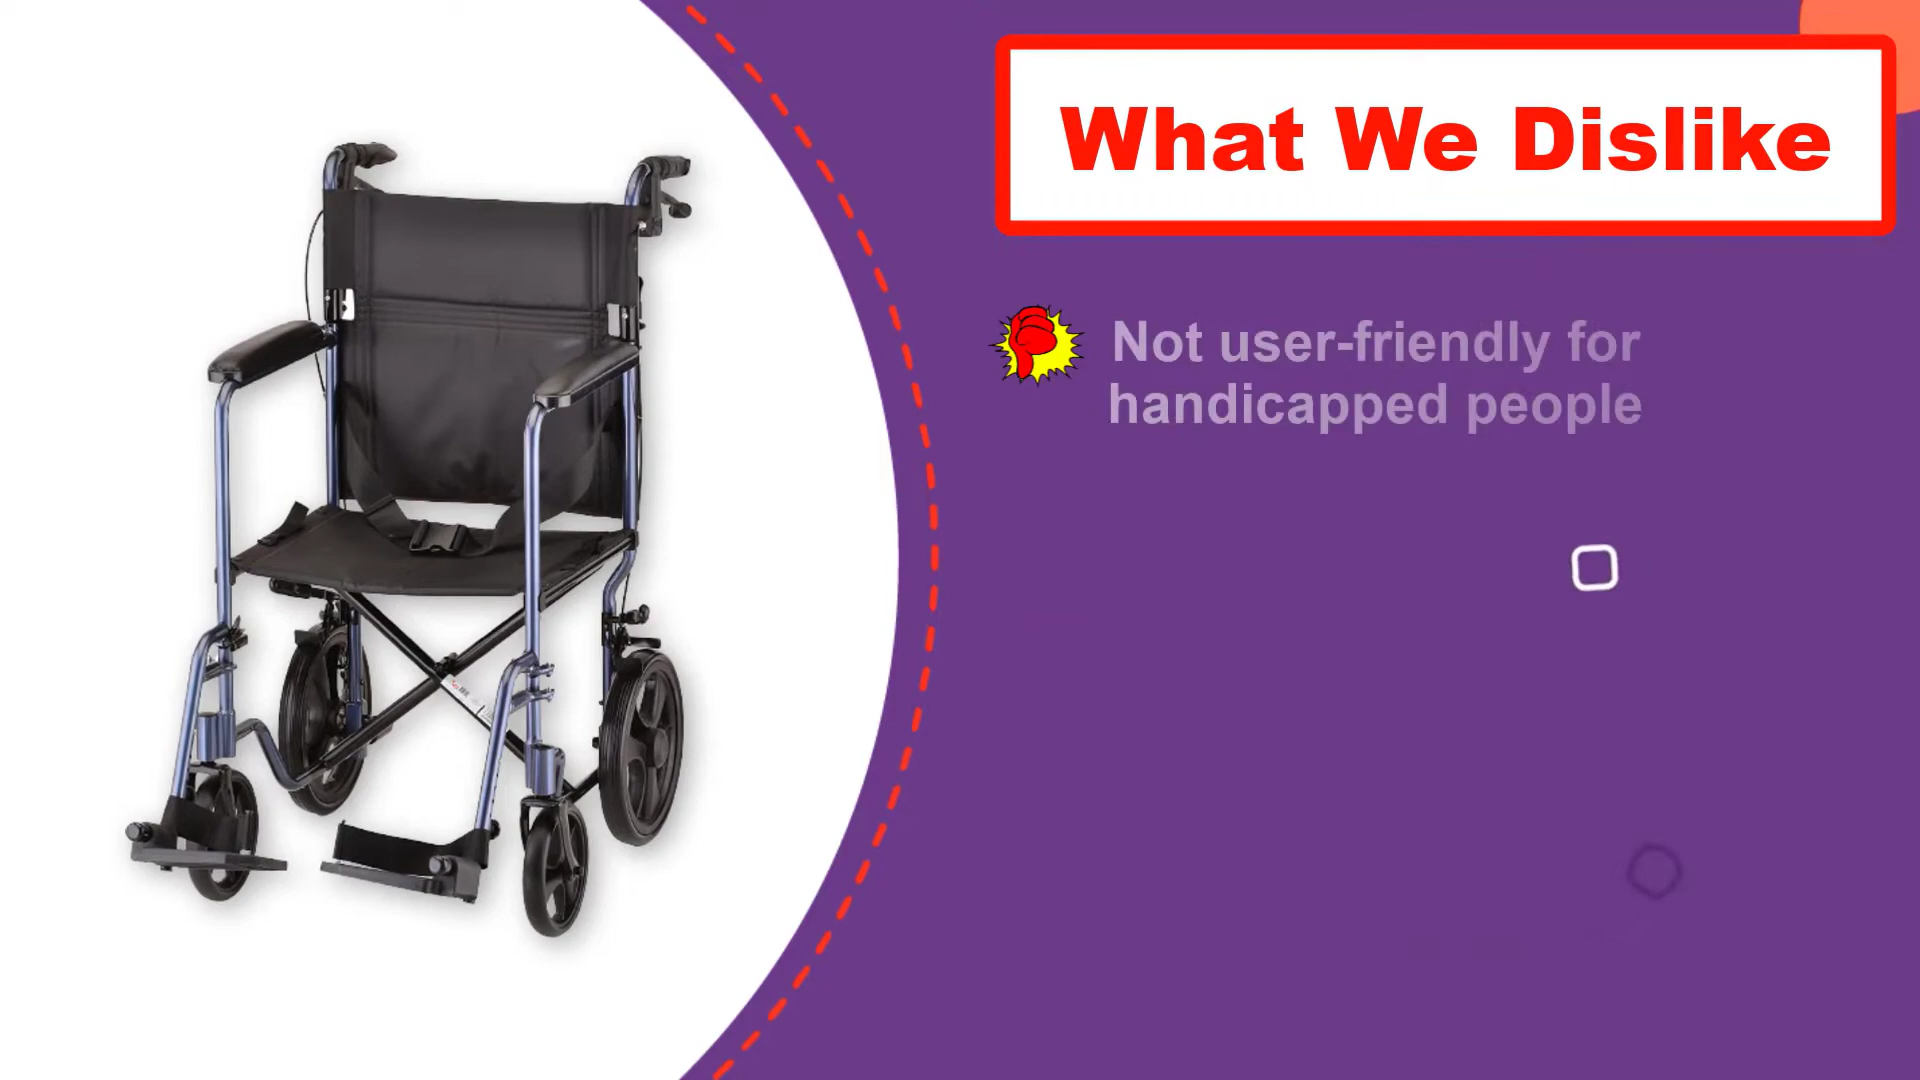 What We Dislike
Not user-friendly for
handicapped people